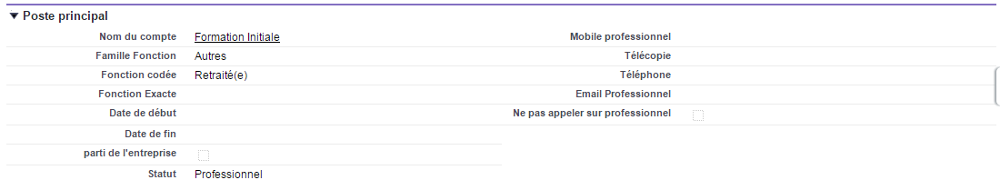 Poste principal
Nom du compte Formation Initiale Mobile professionnel
Famille Fonction Autres Télécopie
Fonction codée Retraité(e) Téléphone
Fonction Exacte Email Professionnel
Date de début Ne pas appeler sur professionnel
Date de fin
parti de l'entreprise
Statut Professionnel